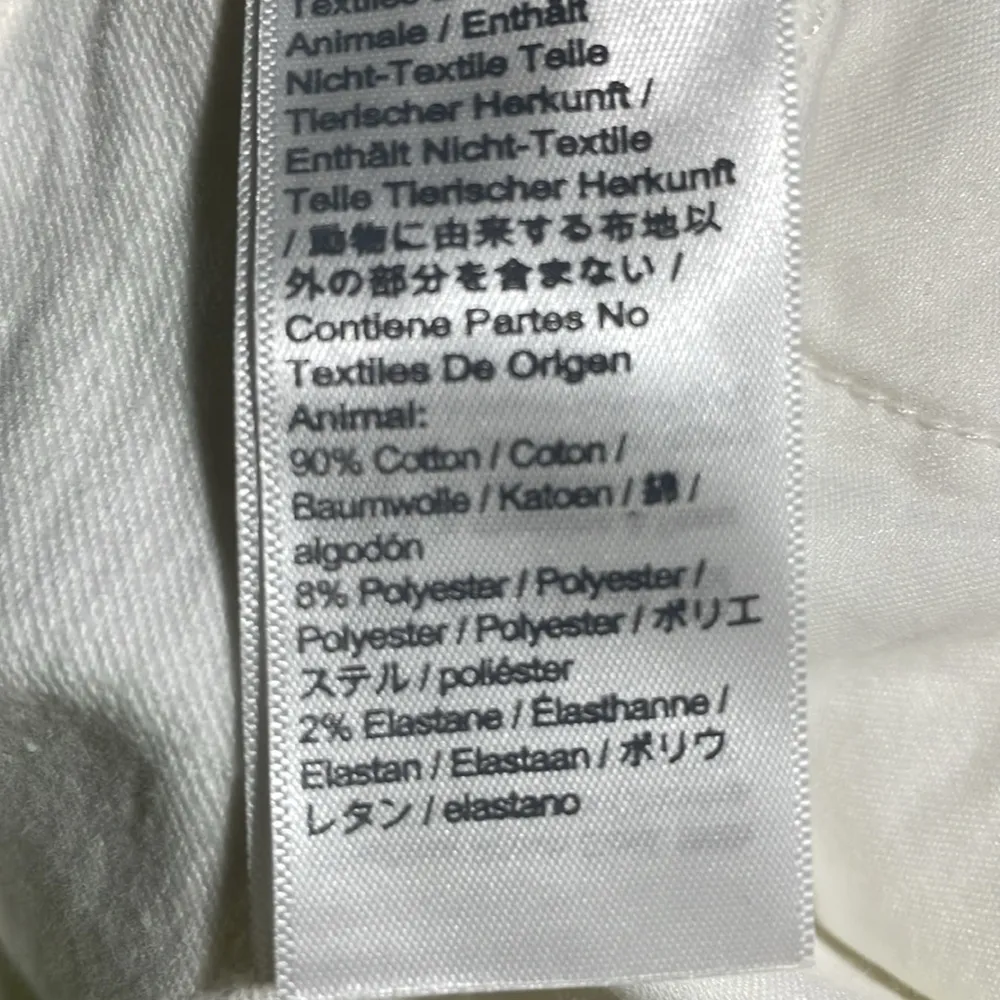 Textiles
Animale / Enthält
Nicht-Textile Teile
Tierischer Herkunft /
Enthält Nicht-Textile
Teile Tierischer Herkunft
/ 動物に由来する布地以
外の部分を含まない /
Contiene Partes No
Textiles De Origen
Animal:
90% Cotton / Coton /
Baumwolle / Katoen / 綿 /
algodón
8% Polyester / Polyester /
Polyester / Polyester / ポリエ
ステル / poliéster
2% Elastane / Élasthanne /
Elastan / Elastaan / ポリウ
レタン / elastano